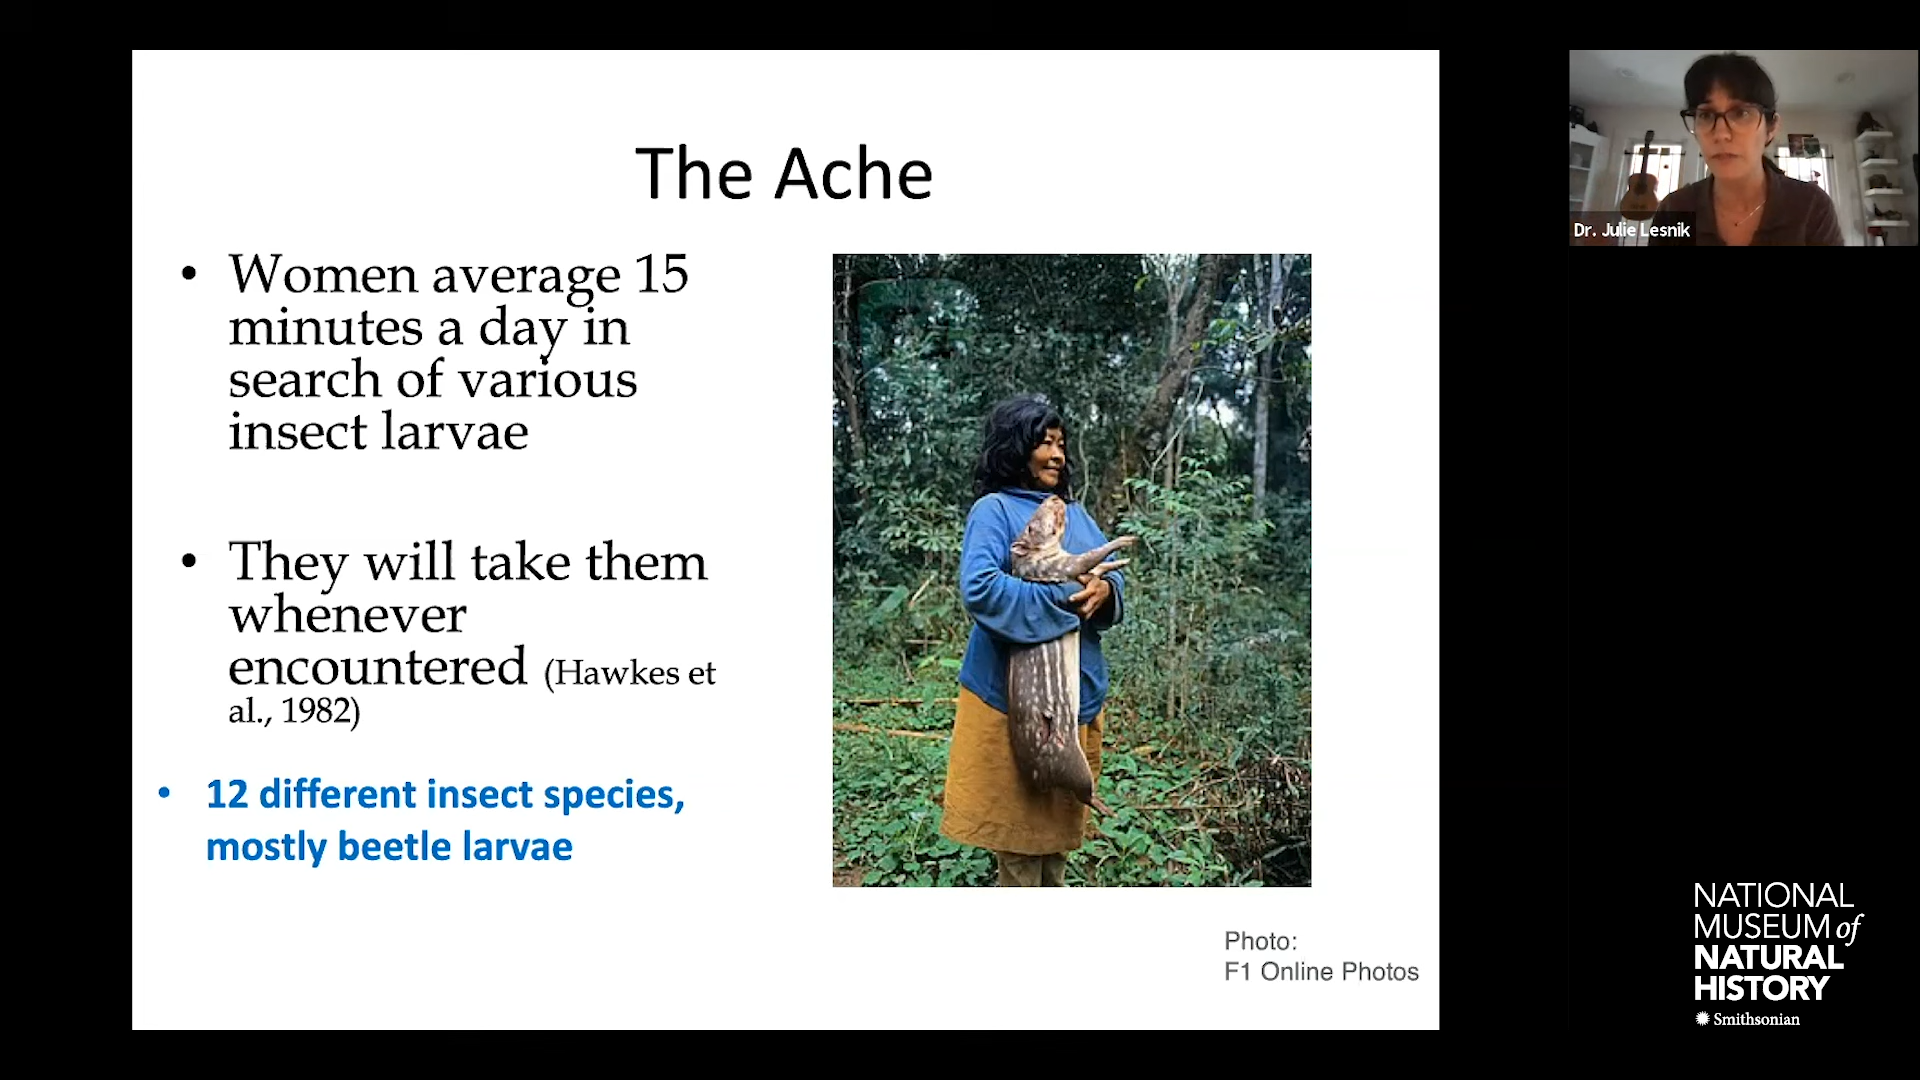 The Ache
• Women average 15
minutes a day in
search of various
insect larvae
• They will take them
whenever
encountered (Hawkes et
al., 1982)
• 12 different insect species,
mostly beetle larvae
Photo:
F1 Online Photos
Dr. Julie Lesnik
NATIONAL
MUSEUM of
NATURAL
HISTORY
Smithsonian